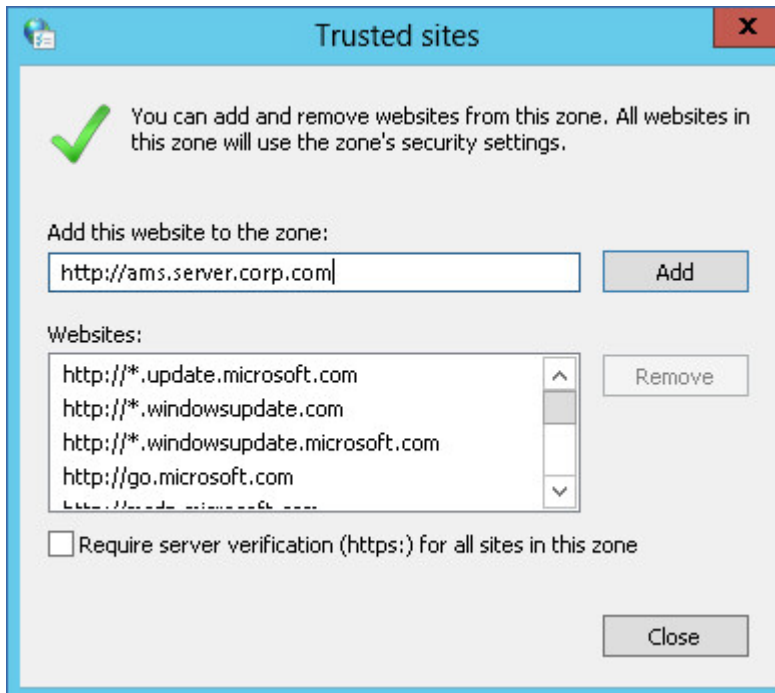 Trusted sites
x
You can add and remove websites from this zone. All websites in
this zone will use the zone's security settings.
Add this website to the zone:
http://ams.server.corp.com
Add
Websites:
http://*.update.microsoft.com
http://*.windowsupdate.com
http://*.windowsupdate.microsoft.com
http://go.microsoft.com
Remove
Require server verification (https:) for all sites in this zone
Close